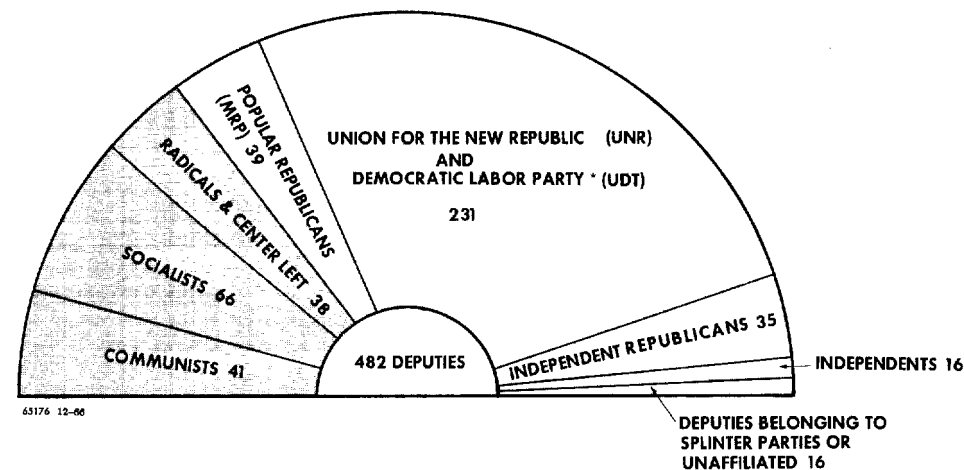 COMMUNISTS 41
SOCIALISTS 66
RADICALS & CENTER LEFT 38
POPULAR REPUBLICANS
(MRP) 39
UNION FOR THE NEW REPUBLIC (UNR)
AND
DEMOCRATIC LABOR PARTY * (UDT)
231
INDEPENDENT REPUBLICANS 35
INDEPENDENTS 16
DEPUTIES BELONGING TO
SPLINTER PARTIES OR
UNAFFILIATED 16
482 DEPUTIES
65176 12-66